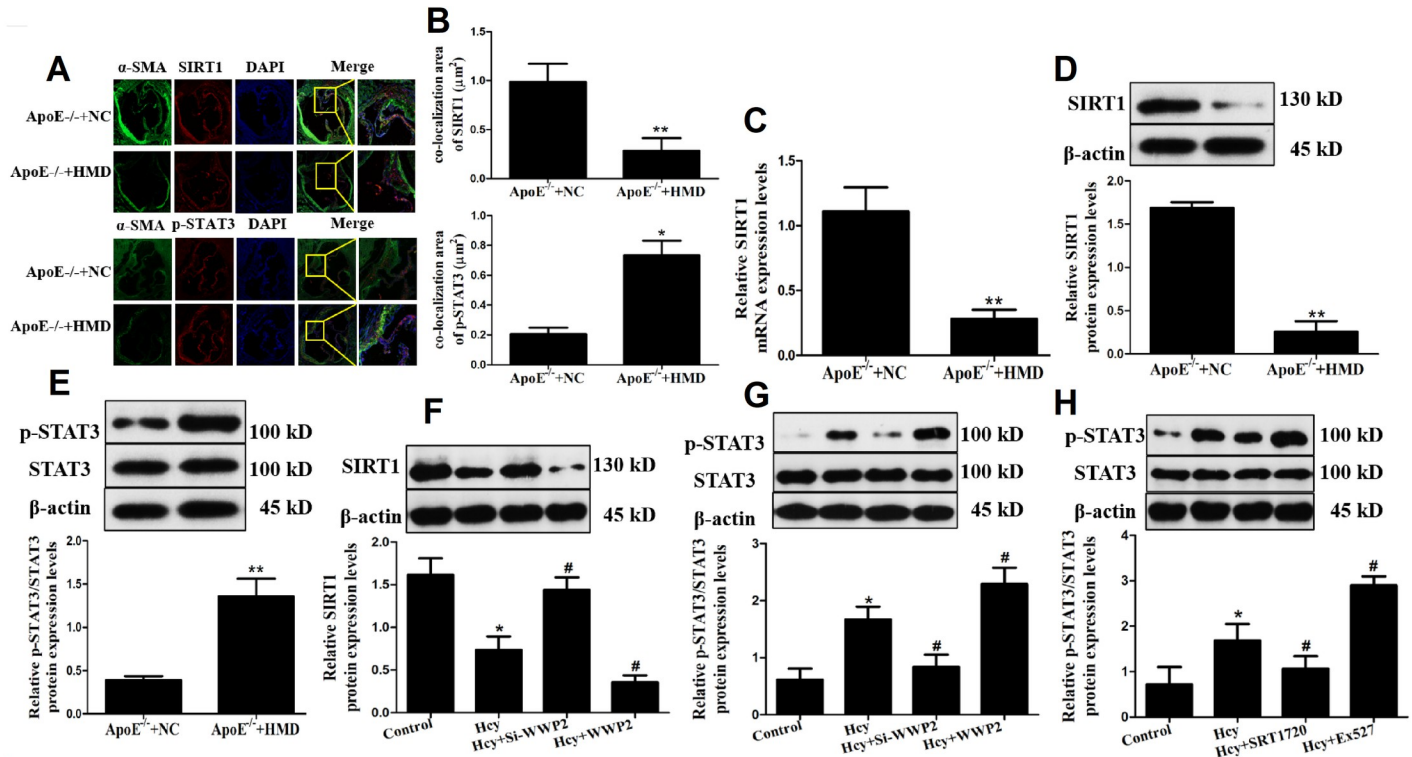 A
α-SMA SIRT1 DAPI Merge
ApoE-/-+NC
ApoE-/-+HMD
α-SMA p-STAT3 DAPI Merge
ApoE-/-+NC
ApoE-/-+HMD
B
co-localization area
of SIRT1 (μm²)
1.5
1.0
0.5
0.0
**
ApoE⁻/⁻+NC ApoE⁻/⁻+HMD
co-localization area
of p-STAT3 (μm²)
1.0
0.8
0.6
0.4
0.2
0.0
*
ApoE⁻/⁻+NC ApoE⁻/⁻+HMD
C
Relative SIRT1
mRNA expression levels
1.5
1.0
0.5
0.0
**
ApoE⁻/⁻+NC ApoE⁻/⁻+HMD
D
SIRT1 130 kD
β-actin 45 kD
Relative SIRT1
protein expression levels
2.0
1.5
1.0
0.5
0.0
**
ApoE⁻/⁻+NC ApoE⁻/⁻+HMD
E
p-STAT3 100 kD
STAT3 100 kD
β-actin 45 kD
Relative p-STAT3/STAT3
protein expression levels
2.0
1.5
1.0
0.5
0.0
**
ApoE⁻/⁻+NC ApoE⁻/⁻+HMD
F
SIRT1 130 kD
β-actin 45 kD
Relative SIRT1
protein expression levels
2.0
1.5
1.0
0.5
0.0
* # #
Control Hcy Hcy+Si-WWP2 Hcy+WWP2
G
p-STAT3 100 kD
STAT3 100 kD
β-actin 45 kD
Relative p-STAT3/STAT3
protein expression levels
3
2
1
0
* # #
Control Hcy Hcy+Si-WWP2 Hcy+WWP2
H
p-STAT3 100 kD
STAT3 100 kD
β-actin 45 kD
Relative p-STAT3/STAT3
protein expression levels
4
3
2
1
0
* # #
Control Hcy Hcy+SRT1720 Hcy+Ex527